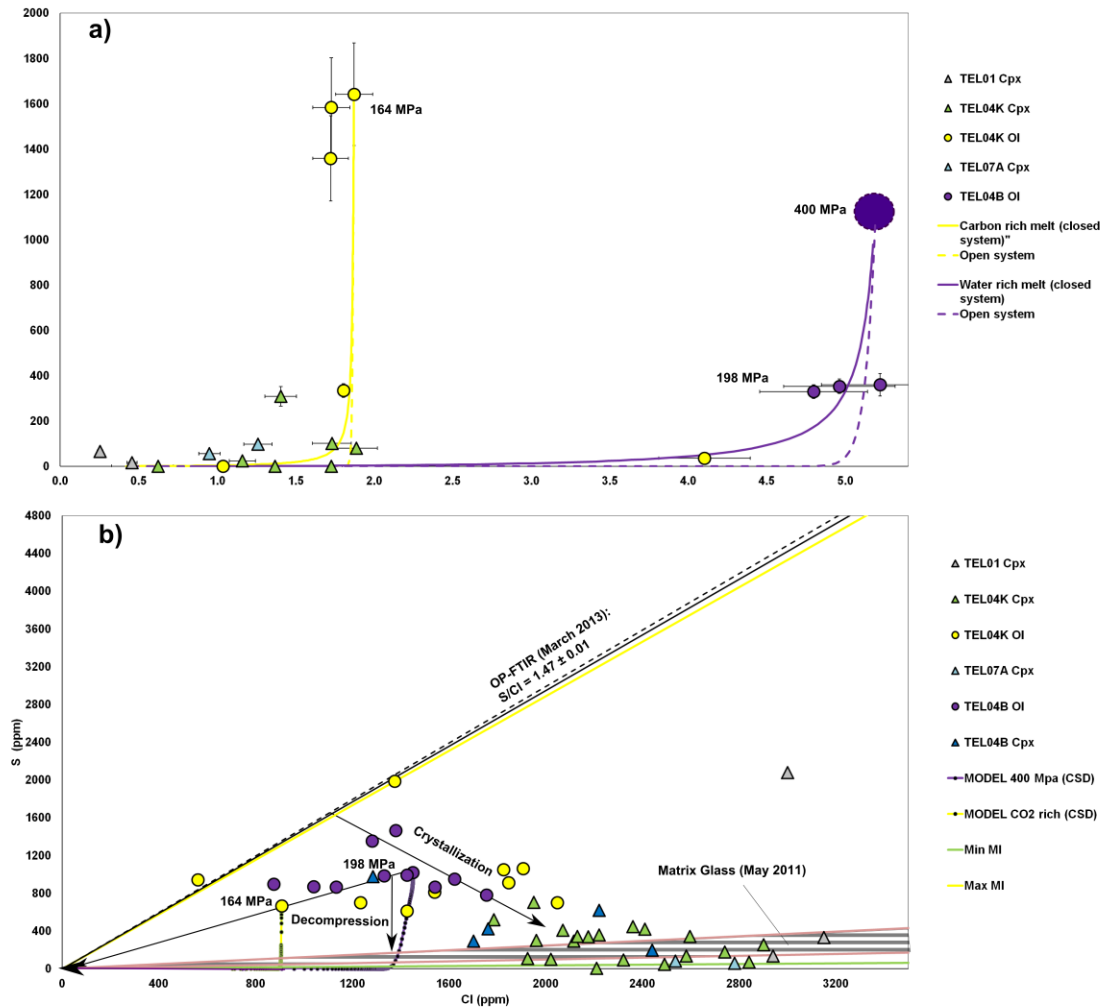 a)
2000
1800
1600
1400
1200
1000
800
600
400
200
0
0.0 0.5 1.0 1.5 2.0 2.5 3.0 3.5 4.0 4.5 5.0
164 MPa
400 MPa
198 MPa
TEL01 Cpx
TEL04K Cpx
TEL04K Ol
TEL07A Cpx
TEL04B Ol
Carbon rich melt (closed
system)"
Open system
Water rich melt (closed
system)
Open system
b)
4800
4400
4000
3600
3200
2800
2400
2000
1600
1200
800
400
0
S (ppm)
0 400 800 1200 1600 2000 2400 2800 3200
Cl (ppm)
OP-FTIR (March 2013):
S/Cl = 1.47 ± 0.01
Crystallization
198 MPa
164 MPa
Decompression
Matrix Glass (May 2011)
TEL01 Cpx
TEL04K Cpx
TEL04K Ol
TEL07A Cpx
TEL04B Ol
TEL04B Cpx
MODEL 400 Mpa (CSD)
MODEL CO2 rich (CSD)
Min MI
Max MI